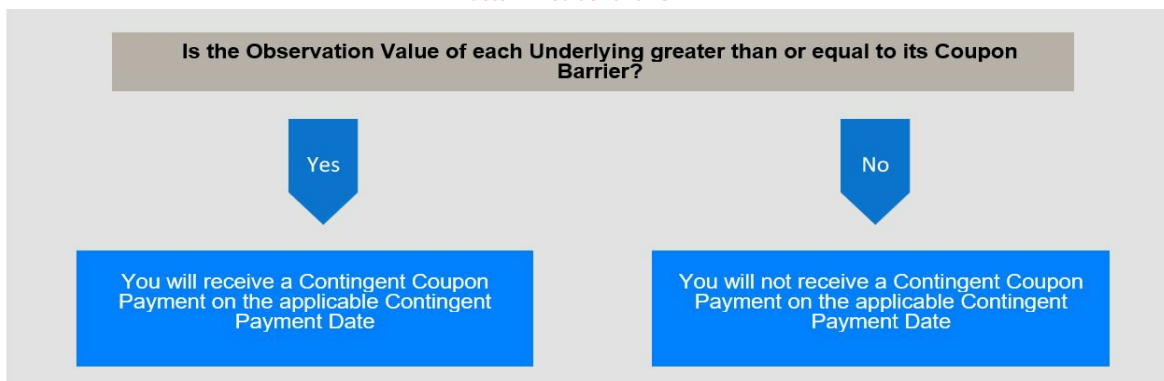 Is the Observation Value of each Underlying greater than or equal to its Coupon
Barrier?
Yes
No
You will receive a Contingent Coupon
Payment on the applicable Contingent
Payment Date
You will not receive a Contingent Coupon
Payment on the applicable Contingent
Payment Date